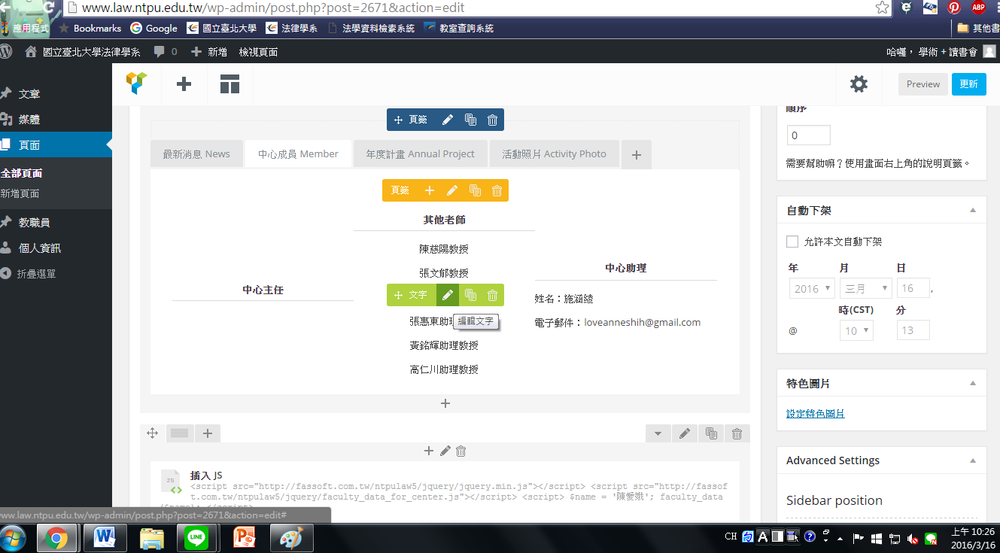 www.law.ntpu.edu.tw/wp-admin/post.php?post=2671&action=edit
ABP
應用程式 Bookmarks Google 國立臺北大學 法律學系 法學資料檢索系統 教室查詢系統 其他書
國立臺北大學法律學系 0 新增 檢視頁面 哈囉， 學術 + 讀書會
文章
媒體
頁面
全部頁面
新增頁面
教職員
個人資訊
折疊選單
Preview 更新
頁籤
最新消息 News 中心成員 Member 年度計畫 Annual Project 活動照片 Activity Photo
頁籤
其他老師
陳慈陽教授
張文郁教授
文字
編輯文字
張惠東助理
黃銘輝助理教授
高仁川助理教授
中心主任
中心助理
姓名：施涵菱
電子郵件：loveanneshih@gmail.com
JS
插入 JS
<script src="http://fassoft.com.tw/ntpulaw5/jquery/jquery.min.js"></script> <script src="http://fassof
t.com.tw/ntpulaw5/jquery/faculty_data_for_center.js"></script> <script> $name = '陳愛娥'; faculty_data
順序
0
需要幫助嘛？使用畫面右上角的說明頁籤。
自動下架
允許本文自動下架
年 月 日
2016 三月 16 ,
時(CST) 分
@ 10 13
特色圖片
設定特色圖片
Advanced Settings
Sidebar position
www.law.ntpu.edu.tw/wp-admin/post.php?post=2671&action=edit#
LINE
CH
A
上午 10:26
2016/3/16